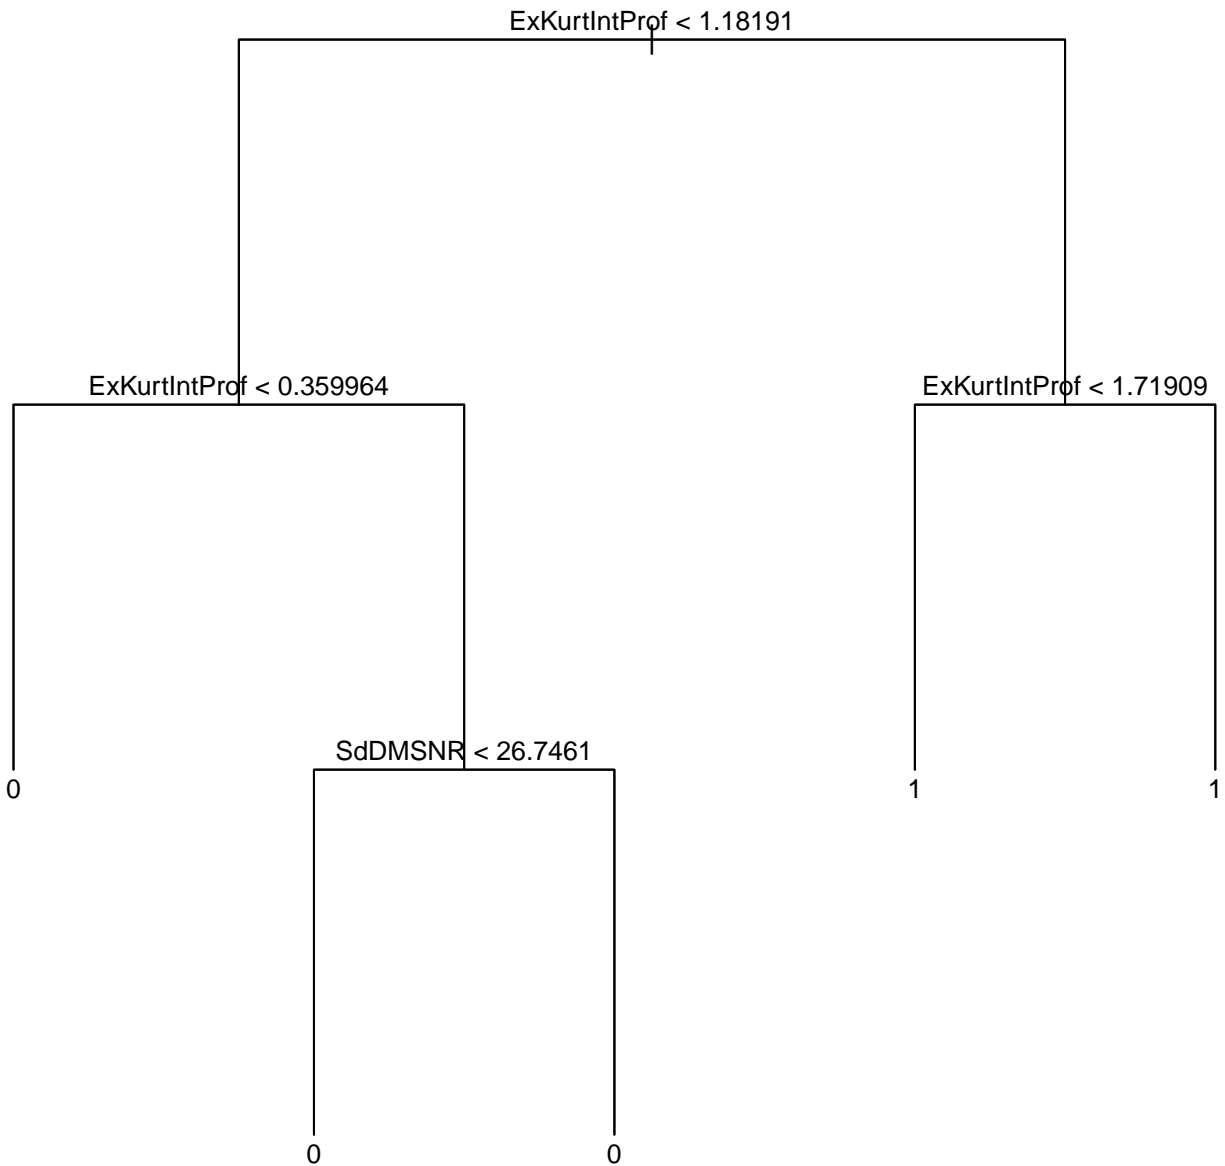 ExKurtIntProf < 1.18191
ExKurtIntProf < 0.359964
ExKurtIntProf < 1.71909
SdDMSNR < 26.7461
0
1
1
0
0